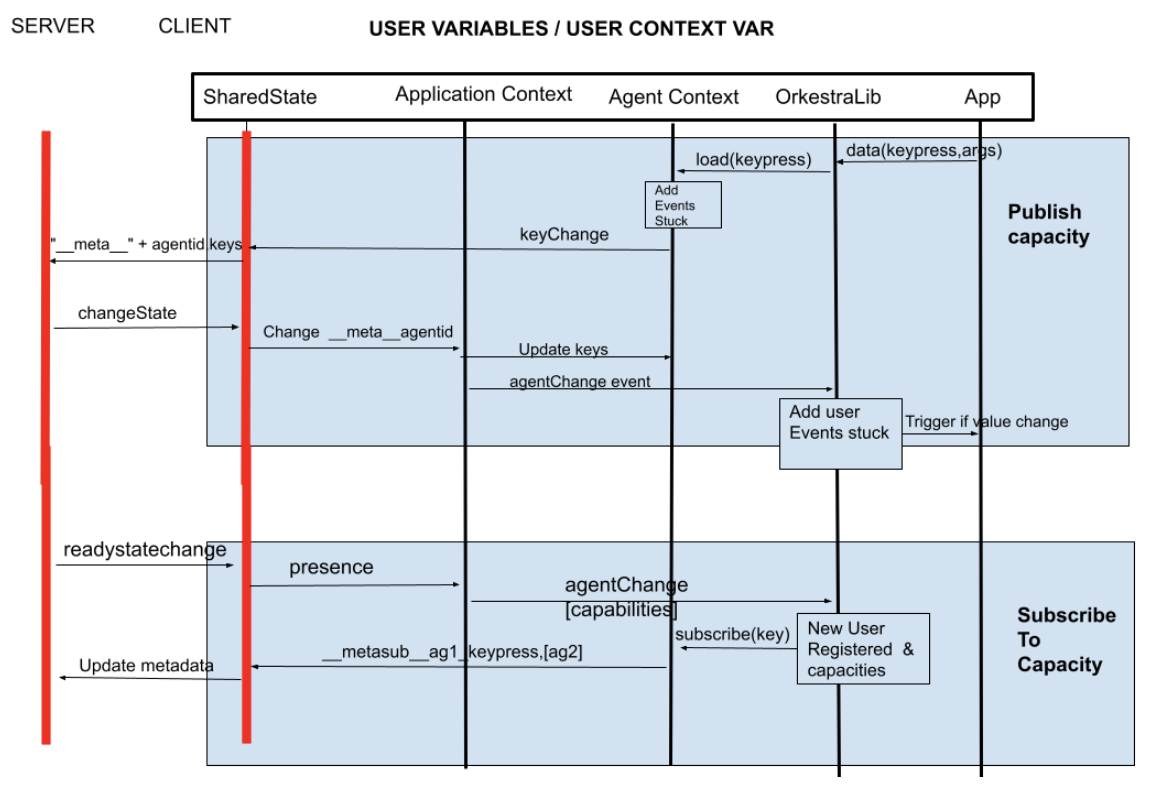 SERVER
CLIENT
USER VARIABLES / USER CONTEXT VAR
SharedState
Application Context
Agent Context
OrkestraLib
App
data(keypress,args)
load(keypress)
Add
Events
Stuck
Publish
capacity
keyChange
"__meta__" + agentid.keys
changeState
Change __meta__agentid
Update keys
agentChange event
Add user
Events stuck
Trigger if value change
readystatechange
presence
agentChange
[capabilities]
New User
Registered &
capacities
subscribe(key)
__metasub__ag1_keypress,[ag2]
Update metadata
Subscribe
To
Capacity